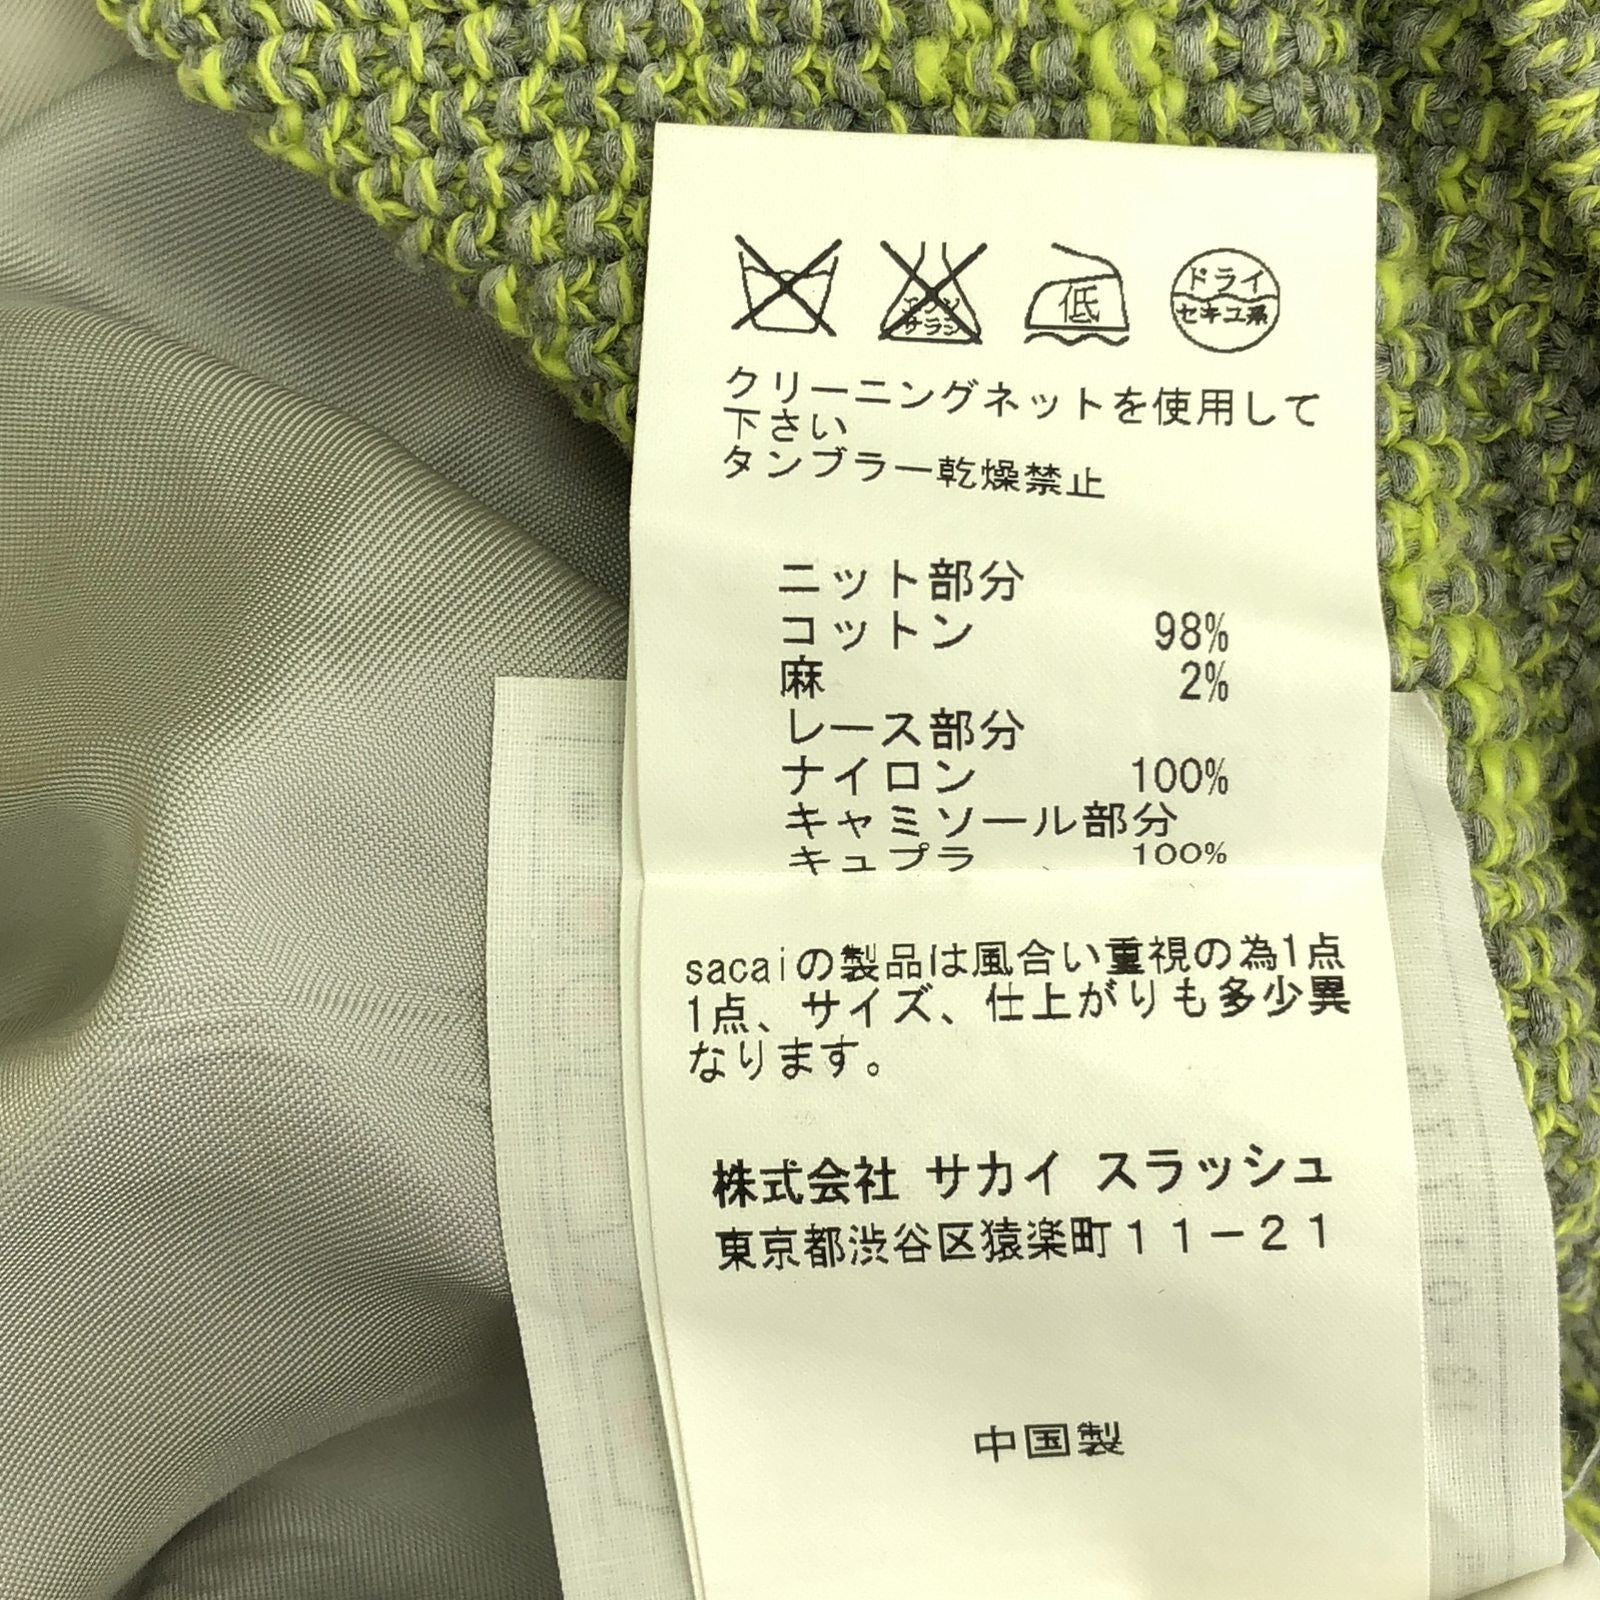 エンソ
サラシ
低
ドライ
セキユ系
クリーニングネットを使用して
下さい
タンブラー乾燥禁止
ニット部分
コットン 98%
麻 2%
レース部分
ナイロン 100%
キャミソール部分
キュプラ 100%
sacaiの製品は風合い重視の為1点
1点、サイズ、仕上がりも多少異
なります。
株式会社 サカイ スラッシュ
東京都渋谷区猿楽町11-21
中国製